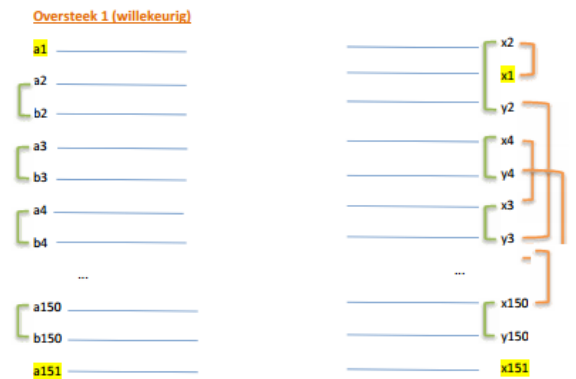 Oversteek 1 (willekeurig)
a1
a2
b2
a3
b3
a4
b4
...
a150
b150
a151
x2
x1
y2
x4
y4
x3
y3
...
x150
y150
x151